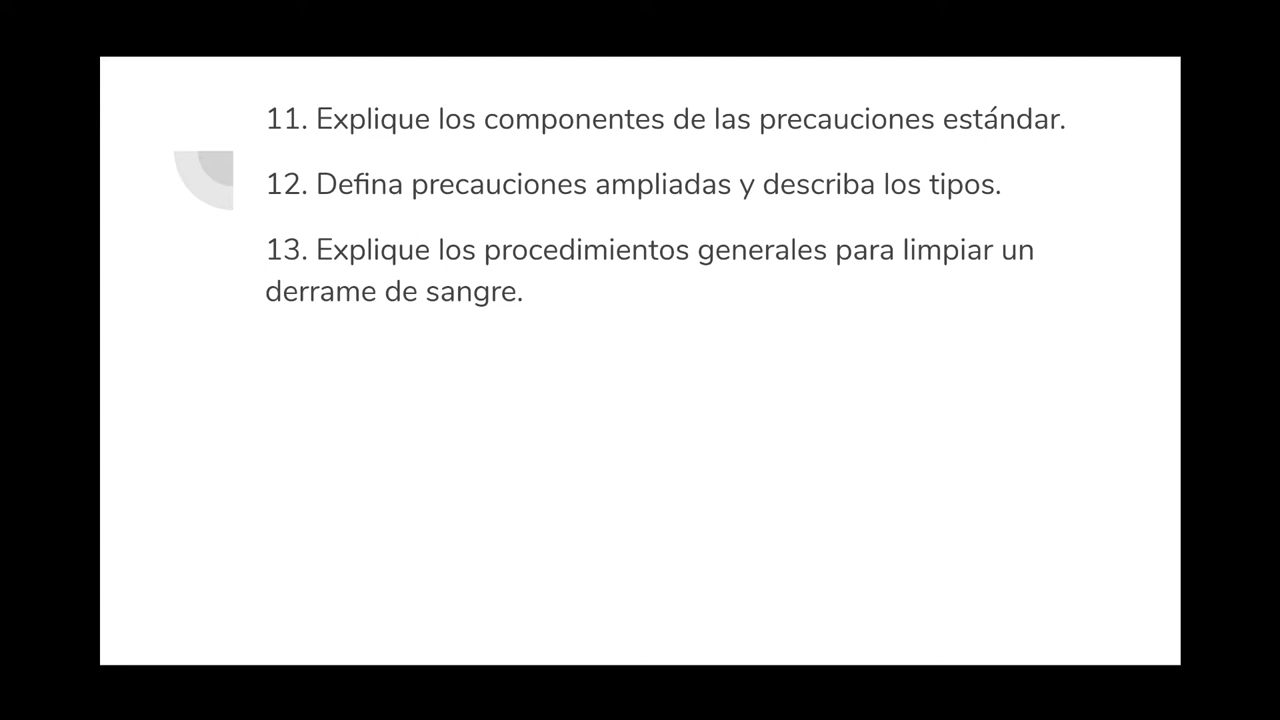 11. Explique los componentes de las precauciones estándar.
12. Defina precauciones ampliadas y describa los tipos.
13. Explique los procedimientos generales para limpiar un
derrame de sangre.